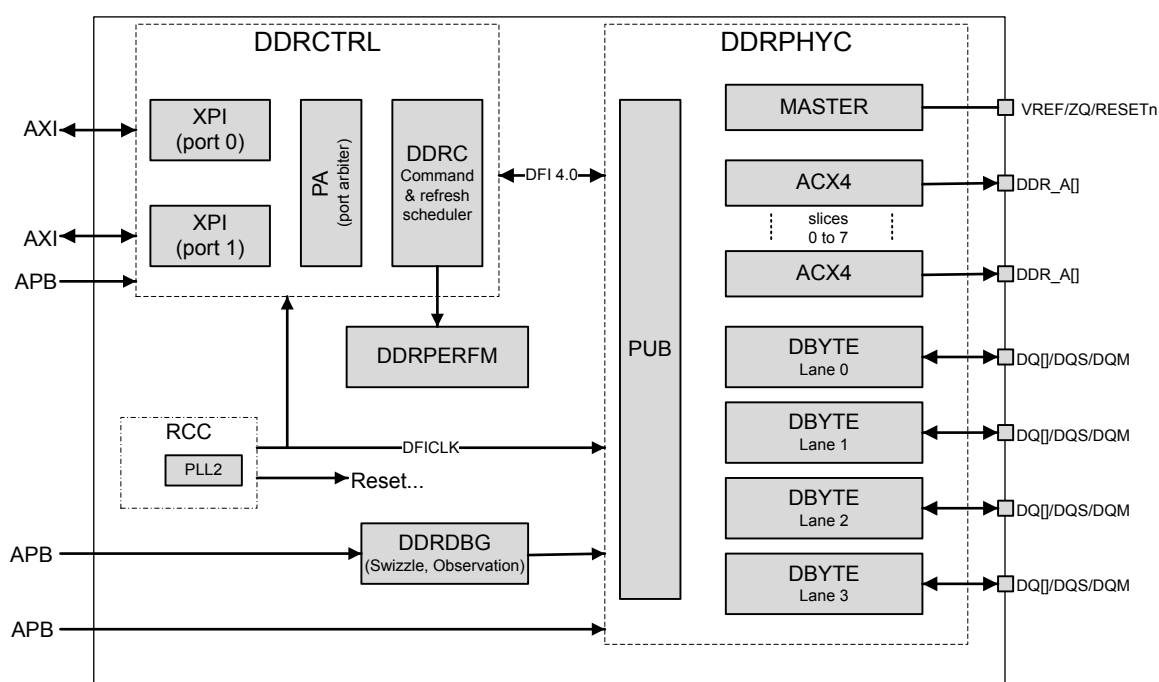 DDRCTRL
DDRPHYC
AXI
XPI
(port 0)
PA
(port arbiter)
DDRC
Command
& refresh
scheduler
DFI 4.0
AXI
XPI
(port 1)
APB
DDRPERFM
RCC
PLL2
DFICLK
Reset...
APB
DDRDBG
(Swizzle, Observation)
APB
PUB
MASTER
VREF/ZQ/RESETn
ACX4
DDR_A[]
slices
0 to 7
ACX4
DDR_A[]
DBYTE
Lane 0
DQ[]/DQS/DQM
DBYTE
Lane 1
DQ[]/DQS/DQM
DBYTE
Lane 2
DQ[]/DQS/DQM
DBYTE
Lane 3
DQ[]/DQS/DQM